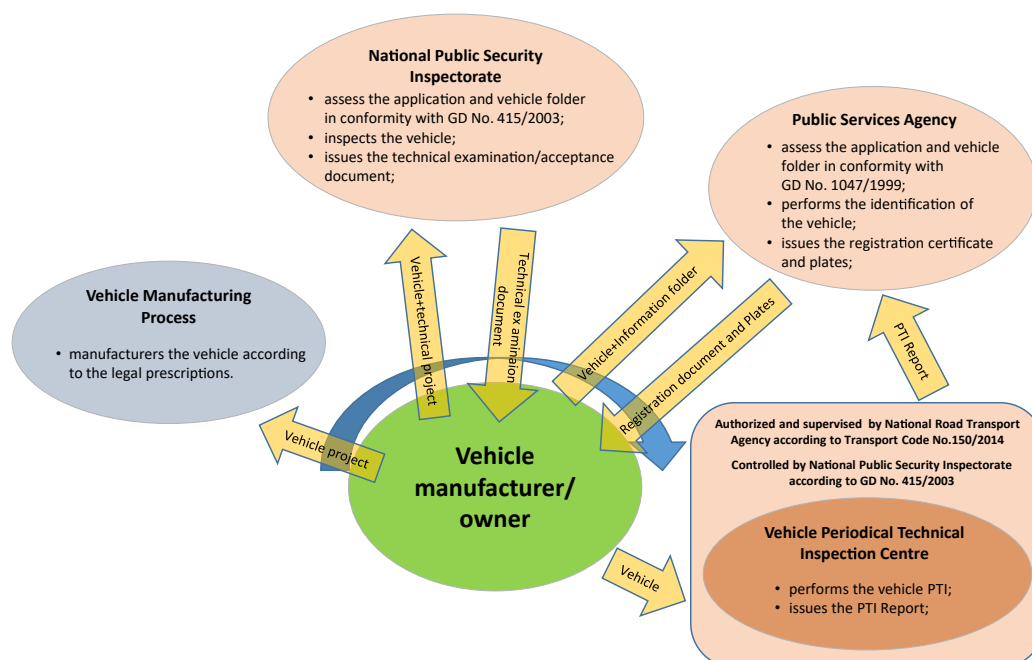 National Public Security
Inspectorate
• assess the application and vehicle folder
in conformity with GD No. 415/2003;
• inspects the vehicle;
• issues the technical examination/acceptance
document;
Public Services Agency
• assess the application and vehicle
folder in conformity with
GD No. 1047/1999;
• performs the identification of
the vehicle;
• issues the registration certificate
and plates;
Vehicle Manufacturing
Process
• manufacturers the vehicle according
to the legal prescriptions.
Vehicle project
Vehicle+technical project
Technical ex aminaion
document
Vehicle+Information folder
Registration document and Plates
PTI Report
Vehicle
manufacturer/
owner
Vehicle
Authorized and supervised by National Road Transport
Agency according to Transport Code No.150/2014
Controlled by National Public Security Inspectorate
according to GD No. 415/2003
Vehicle Periodical Technical
Inspection Centre
• performs the vehicle PTI;
• issues the PTI Report;